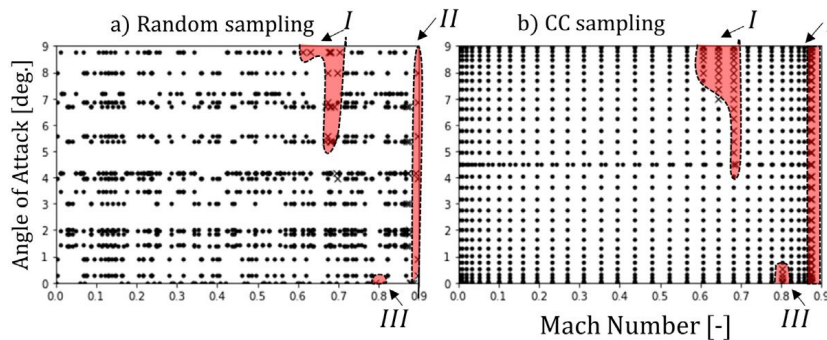 a) Random sampling
I
II
b) CC sampling
I
Angle of Attack [deg.]
9
8
7
6
5
4
3
2
1
0
0.0 0.1 0.2 0.3 0.4 0.5 0.6 0.7 0.8 0.9
III
9
8
7
6
5
4
3
2
1
0
0.0 0.1 0.2 0.3 0.4 0.5 0.6 0.7 0.8 0.9
III
Mach Number [-]